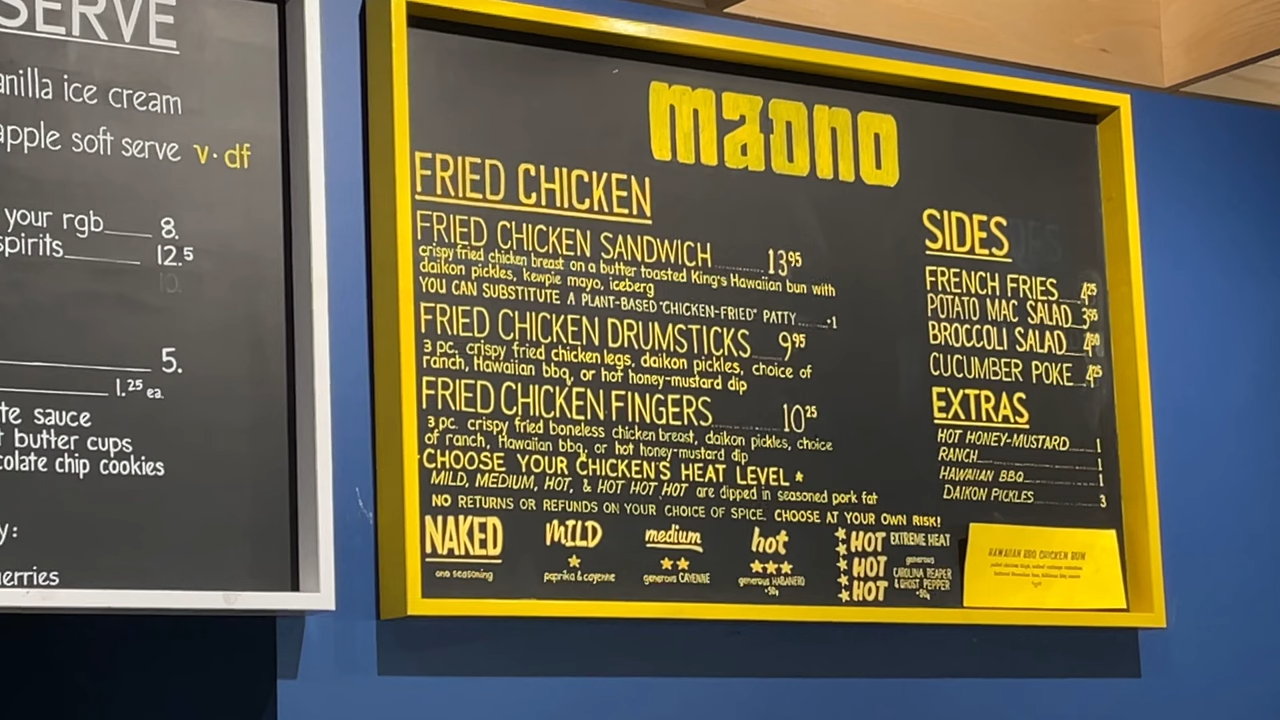 SERVE
ice cream
apple soft serve v·df
your rgb 8.
spirits 12.5
10.
5.
1.25 ea.
sauce
butter cups
chip cookies
maono
FRIED CHICKEN
FRIED CHICKEN SANDWICH 13.95
crispy fried chicken breast on a butter toasted King's Hawaiian bun with
daikon pickles, kewpie mayo, iceberg
YOU CAN SUBSTITUTE A PLANT-BASED "CHICKEN-FRIED" PATTY +1
FRIED CHICKEN DRUMSTICKS 9.95
3 pc. crispy fried chicken legs, daikon pickles, choice of
ranch, Hawaiian bbq, or hot honey-mustard dip
FRIED CHICKEN FINGERS 10.25
3 pc. crispy fried boneless chicken breast, daikon pickles, choice
of ranch, Hawaiian bbq, or hot honey-mustard dip
CHOOSE YOUR CHICKEN'S HEAT LEVEL *
MILD, MEDIUM, HOT, & HOT HOT HOT are dipped in seasoned pork fat
NO RETURNS OR REFUNDS ON YOUR CHOICE OF SPICE. CHOOSE AT YOUR OWN RISK!
NAKED
ono seasoning
MILD
★
paprika & cayenne
medium
★★
generous CAYENNE
hot
★★★
generous HABANERO
+50¢
HOT EXTREME HEAT
HOT generous CAROLINA REAPER
HOT & GHOST PEPPER
SIDES
FRENCH FRIES 4.25
POTATO MAC SALAD
BROCCOLI SALAD
CUCUMBER POKE 4.25
EXTRAS
HOT HONEY-MUSTARD 1
RANCH 1
HAWAIIAN BBQ 1
DAIKON PICKLES 3
HAWAIIAN BBQ CHICKEN BOWL